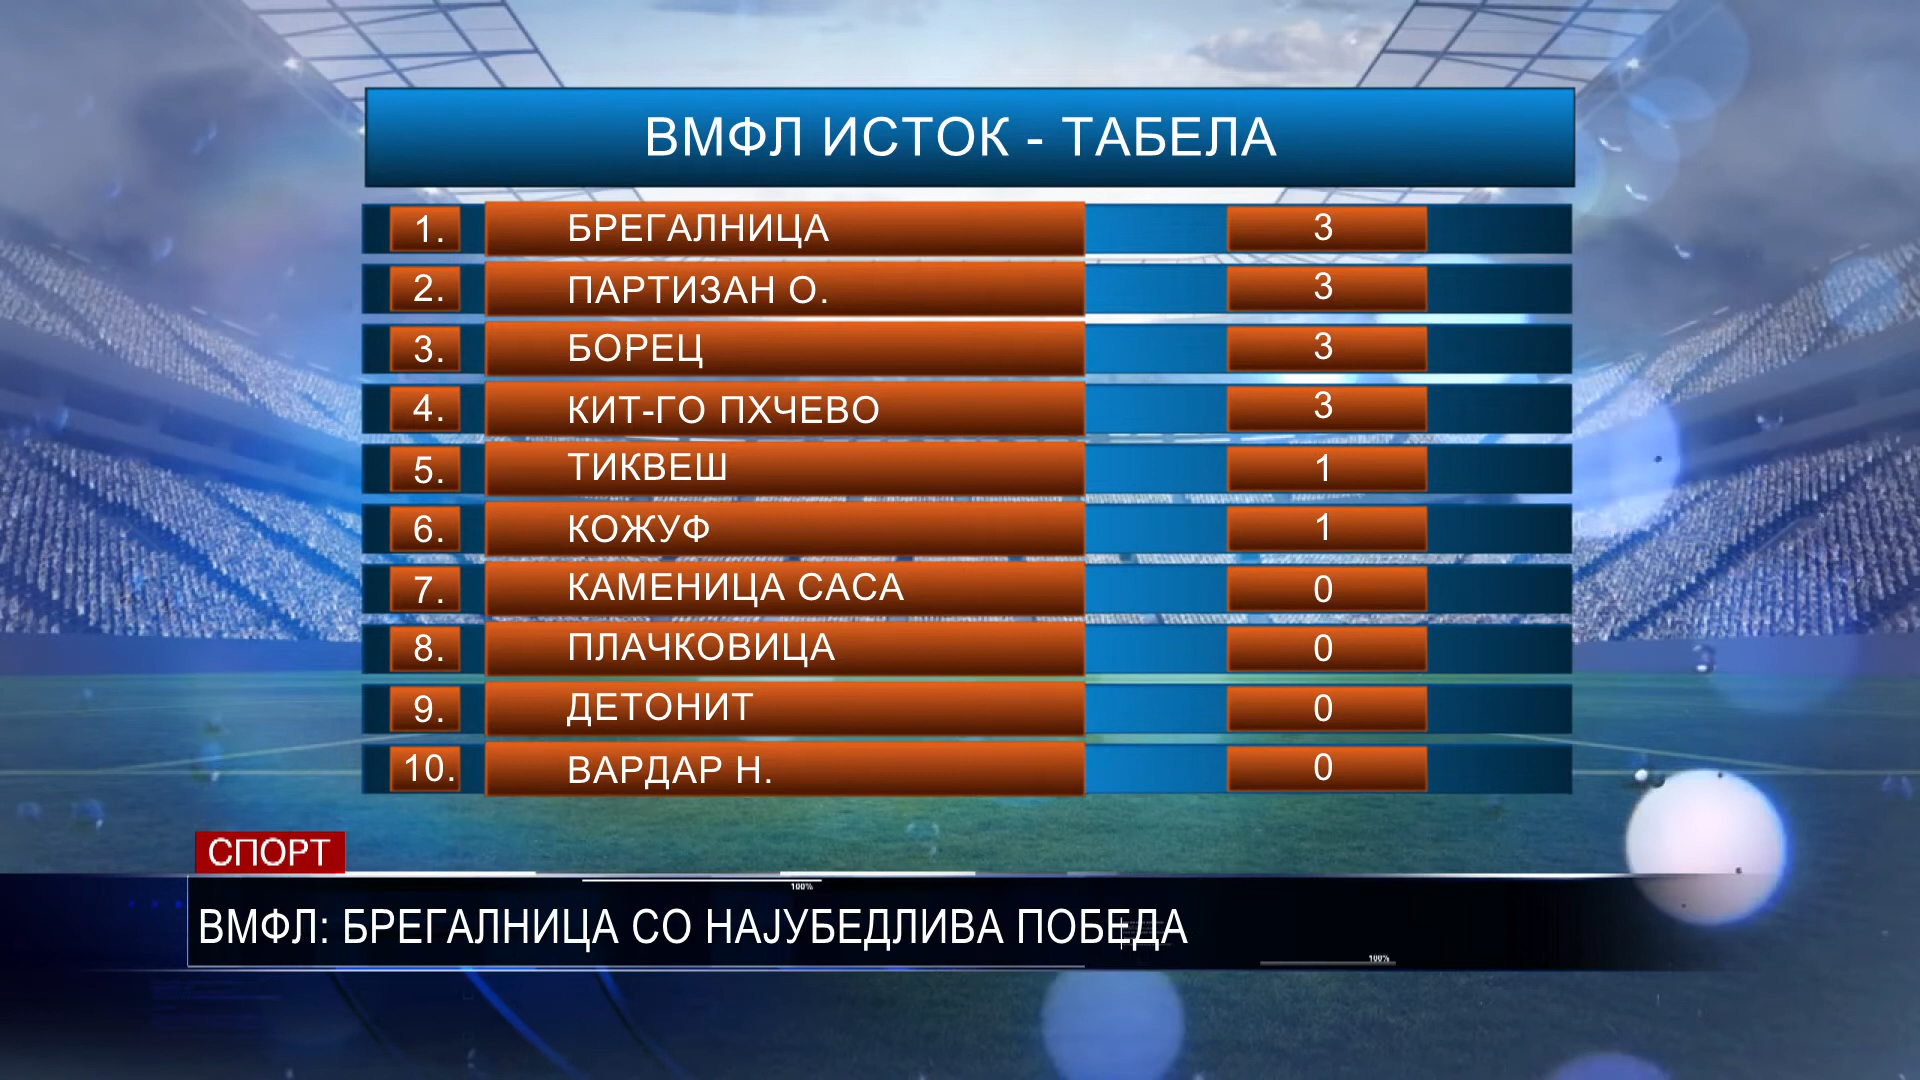 ВМФЛ ИСТОК - ТАБЕЛА
1. БРЕГАЛНИЦА 3
2. ПАРТИЗАН О. 3
3. БОРЕЦ 3
4. КИТ-ГО ПХЧЕВО 3
5. ТИКВЕШ 1
6. КОЖУФ 1
7. КАМЕНИЦА САСА 0
8. ПЛАЧКОВИЦА 0
9. ДЕТОНИТ 0
10. ВАРДАР Н. 0
СПОРТ
100%
ВМФЛ: БРЕГАЛНИЦА СО НАЈУБЕДЛИВА ПОБЕДА
100%